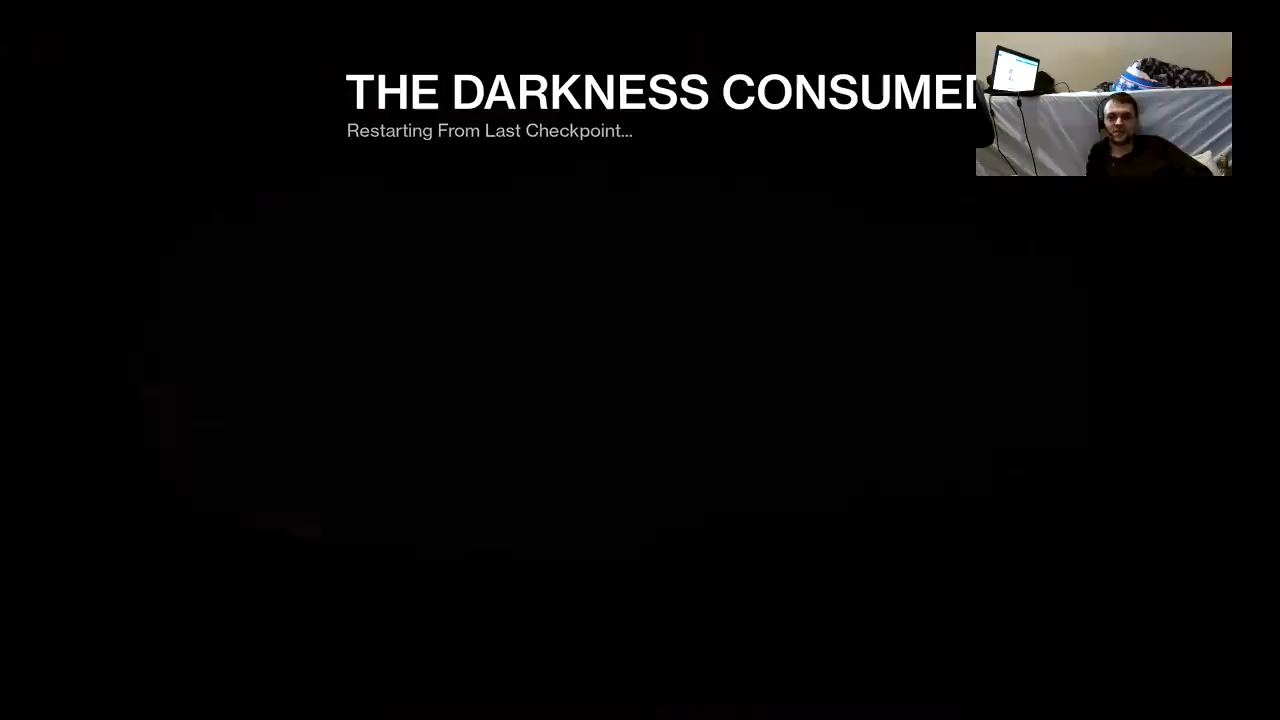 THE DARKNESS CONSUMED
Restarting From Last Checkpoint...